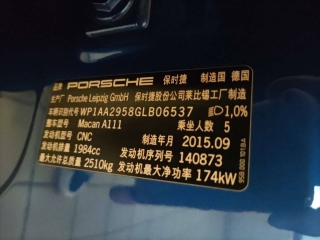 品牌 PORSCHE 保时捷 制造国 德国
制造厂 Porsche Leipzig GmbH 保时捷股份公司莱比锡工厂制造
车辆识别代号 WP1AA2958GLB06537 1,0%
整车型号 Macan A111 乘坐人数 5
发动机型号 CNC 制造年月 2015.09
发动机排量 1984cc 发动机序列号 140873
最大允许总质量 2510kg 发动机最大净功率 174kW